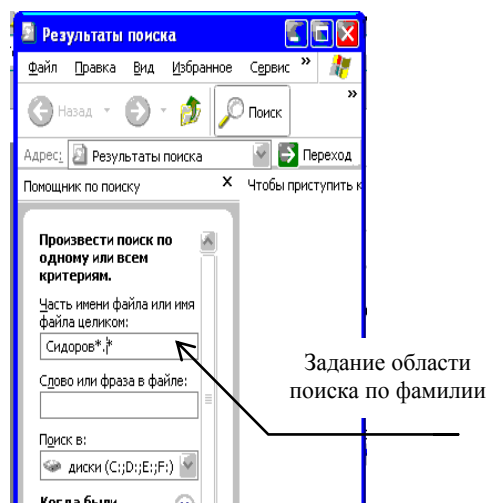 Результаты поиска
Файл Правка Вид Избранное Сервис »
Назад Поиск »
Адрес: Результаты поиска Переход
Помощник по поиску X Чтобы приступить к
Произвести поиск по
одному или всем
критериям.
Часть имени файла или имя
файла целиком:
Сидоров*.*
Слово или фраза в файле:
Поиск в:
диски (C:;D:;E:;F:)
Когда были
Задание области
поиска по фамилии